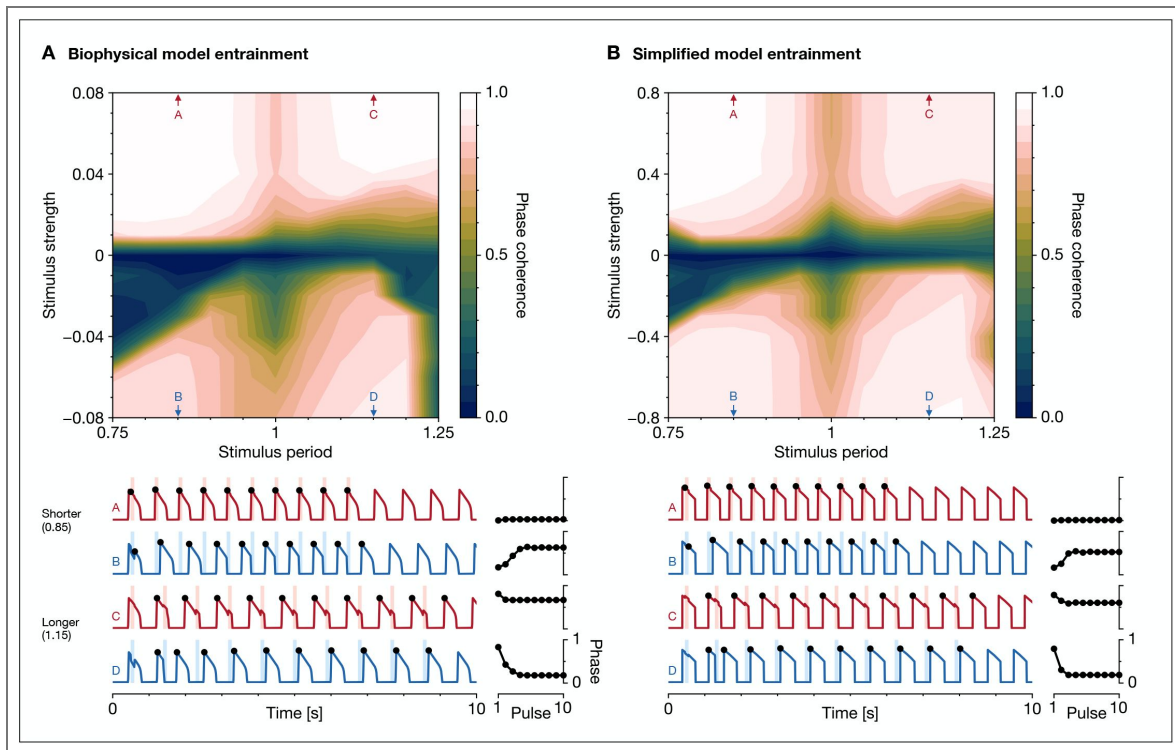 A Biophysical model entrainment
0.08
0.04
0
−0.04
−0.08
Stimulus strength
0.75
1
1.25
Stimulus period
A
C
B
D
1.0
0.5
0.0
Phase coherence
B Simplified model entrainment
0.8
0.4
0
−0.4
−0.8
Stimulus strength
0.75
1
1.25
Stimulus period
A
C
B
D
1.0
0.5
0.0
Phase coherence
Shorter
(0.85)
Longer
(1.15)
A
B
C
D
0
Time [s]
10
1
Pulse
10
1
0
Phase
A
B
C
D
0
Time [s]
10
1
Pulse
10
1
0
Phase